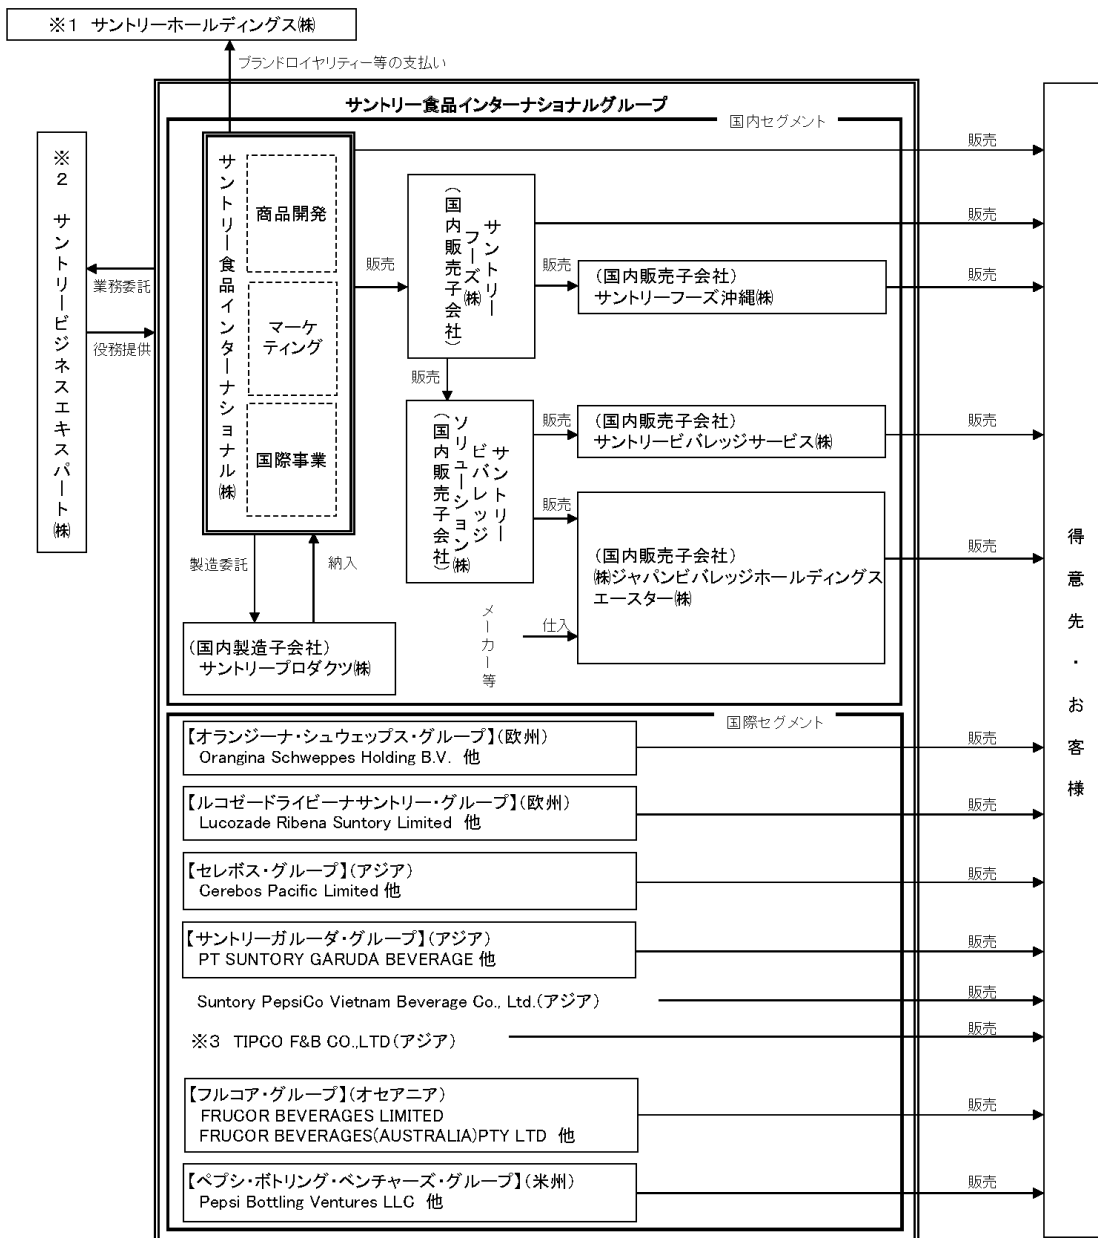 ※1 サントリーホールディングス㈱
ブランドロイヤリティー等の支払い
サントリー食品インターナショナルグループ
国内セグメント
※2 サントリービジネスエキスパート㈱
業務委託
役務提供
サントリー食品インターナショナル㈱
商品開発
マーケ
ティング
国際事業
販売
サントリー
フーズ㈱
(国内販売子会社)
販売
販売
販売
(国内販売子会社)
サントリーフーズ沖縄㈱
販売
販売
販売
サントリー
ビバレッジ
ソリューション㈱
(国内販売子会社)
販売
(国内販売子会社)
サントリービバレッジサービス㈱
販売
販売
(国内販売子会社)
㈱ジャパンビバレッジホールディングス
エースター㈱
販売
メーカー等
仕入
製造委託
納入
(国内製造子会社)
サントリープロダクツ㈱
得意先・お客様
国際セグメント
【オランジーナ・シュウェップス・グループ】(欧州)
Orangina Schweppes Holding B.V. 他
販売
【ルコゼードライビーナサントリー・グループ】(欧州)
Lucozade Ribena Suntory Limited 他
販売
【セレボス・グループ】(アジア)
Cerebos Pacific Limited 他
販売
【サントリーガルーダ・グループ】(アジア)
PT SUNTORY GARUDA BEVERAGE 他
販売
Suntory PepsiCo Vietnam Beverage Co., Ltd.(アジア)
販売
※3 TIPCO F&B CO.,LTD(アジア)
販売
【フルコア・グループ】(オセアニア)
FRUCOR BEVERAGES LIMITED
FRUCOR BEVERAGES(AUSTRALIA)PTY LTD 他
販売
【ペプシ・ボトリング・ベンチャーズ・グループ】(米州)
Pepsi Bottling Ventures LLC 他
販売